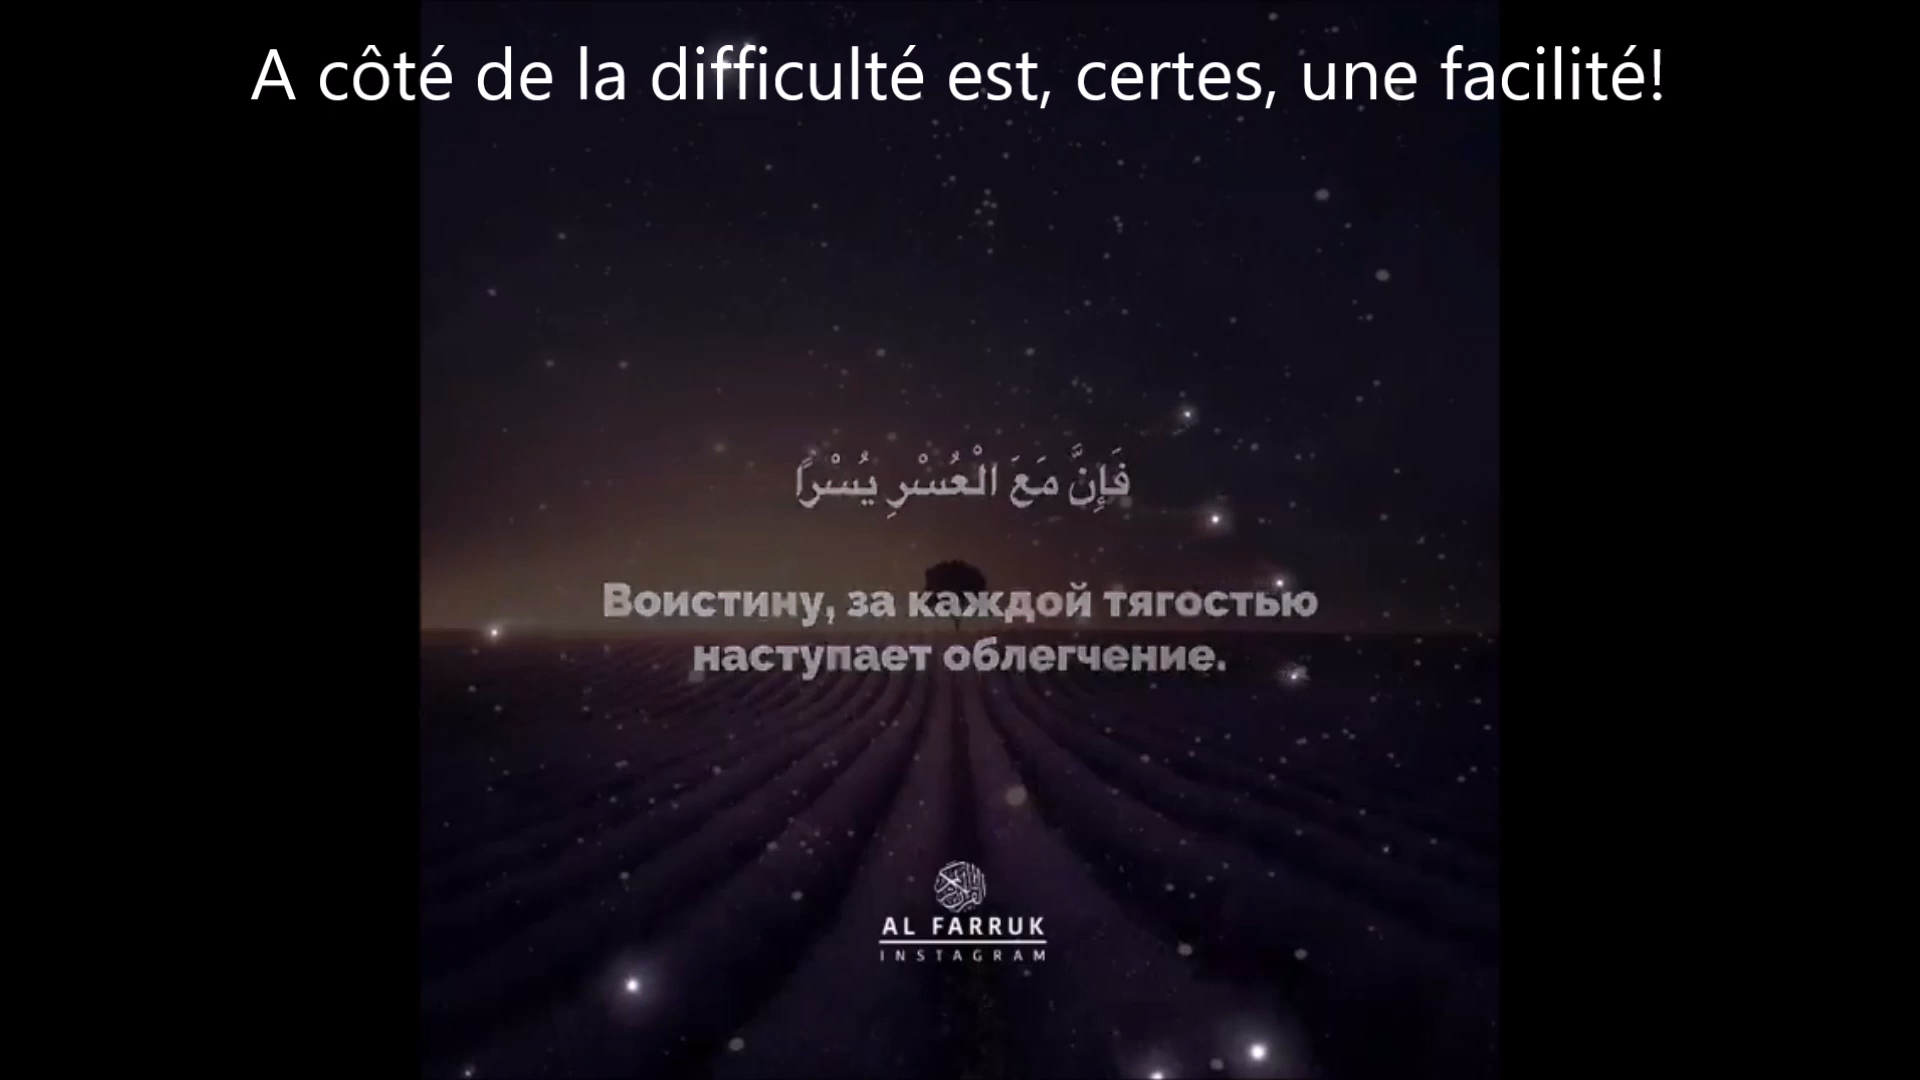 A côté de la difficulté est, certes, une facilité!
فَإِنَّ مَعَ الْعُسْرِ يُسْرًا
Воистину, за каждой тягостью
наступает облегчение.
AL FARRUK
INSTAGRAM